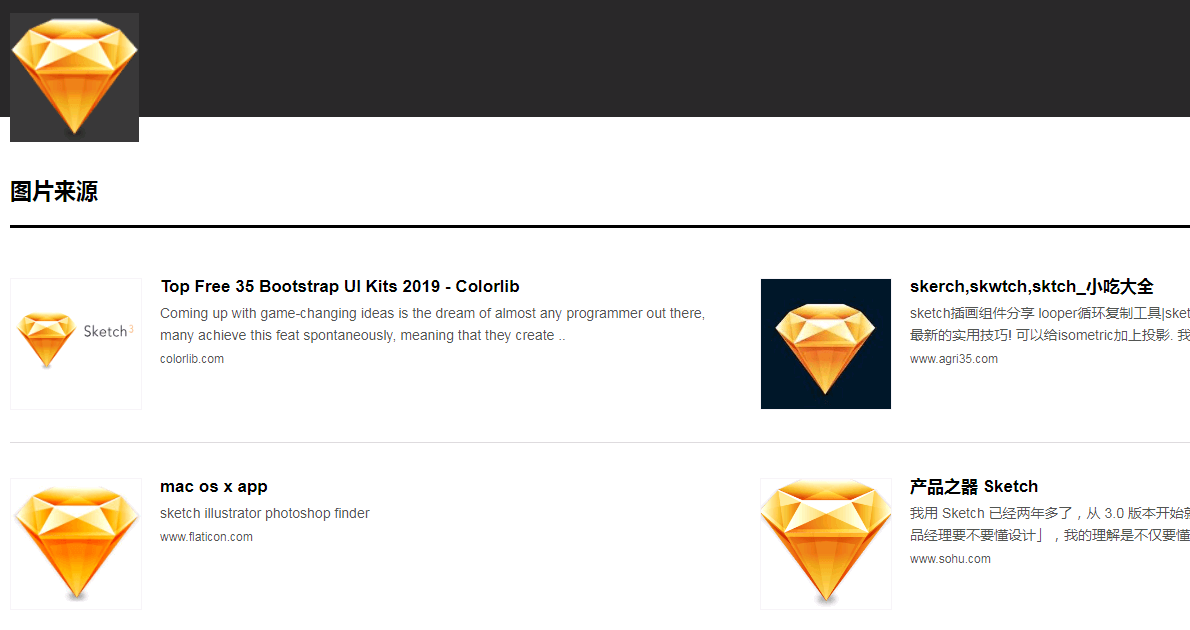 图片来源
Sketch3
Top Free 35 Bootstrap UI Kits 2019 - Colorlib
Coming up with game-changing ideas is the dream of almost any programmer out there,
many achieve this feat spontaneously, meaning that they create ..
colorlib.com
skerch,skwtch,sktch_小吃大全
sketch插画组件分享 looper循环复制工具|sket
最新的实用技巧! 可以给isometric加上投影. 我
www.agri35.com
mac os x app
sketch illustrator photoshop finder
www.flaticon.com
产品之器 Sketch
我用 Sketch 已经两年多了，从 3.0 版本开始就
品经理要不要懂设计」，我的理解是不仅要懂
www.sohu.com